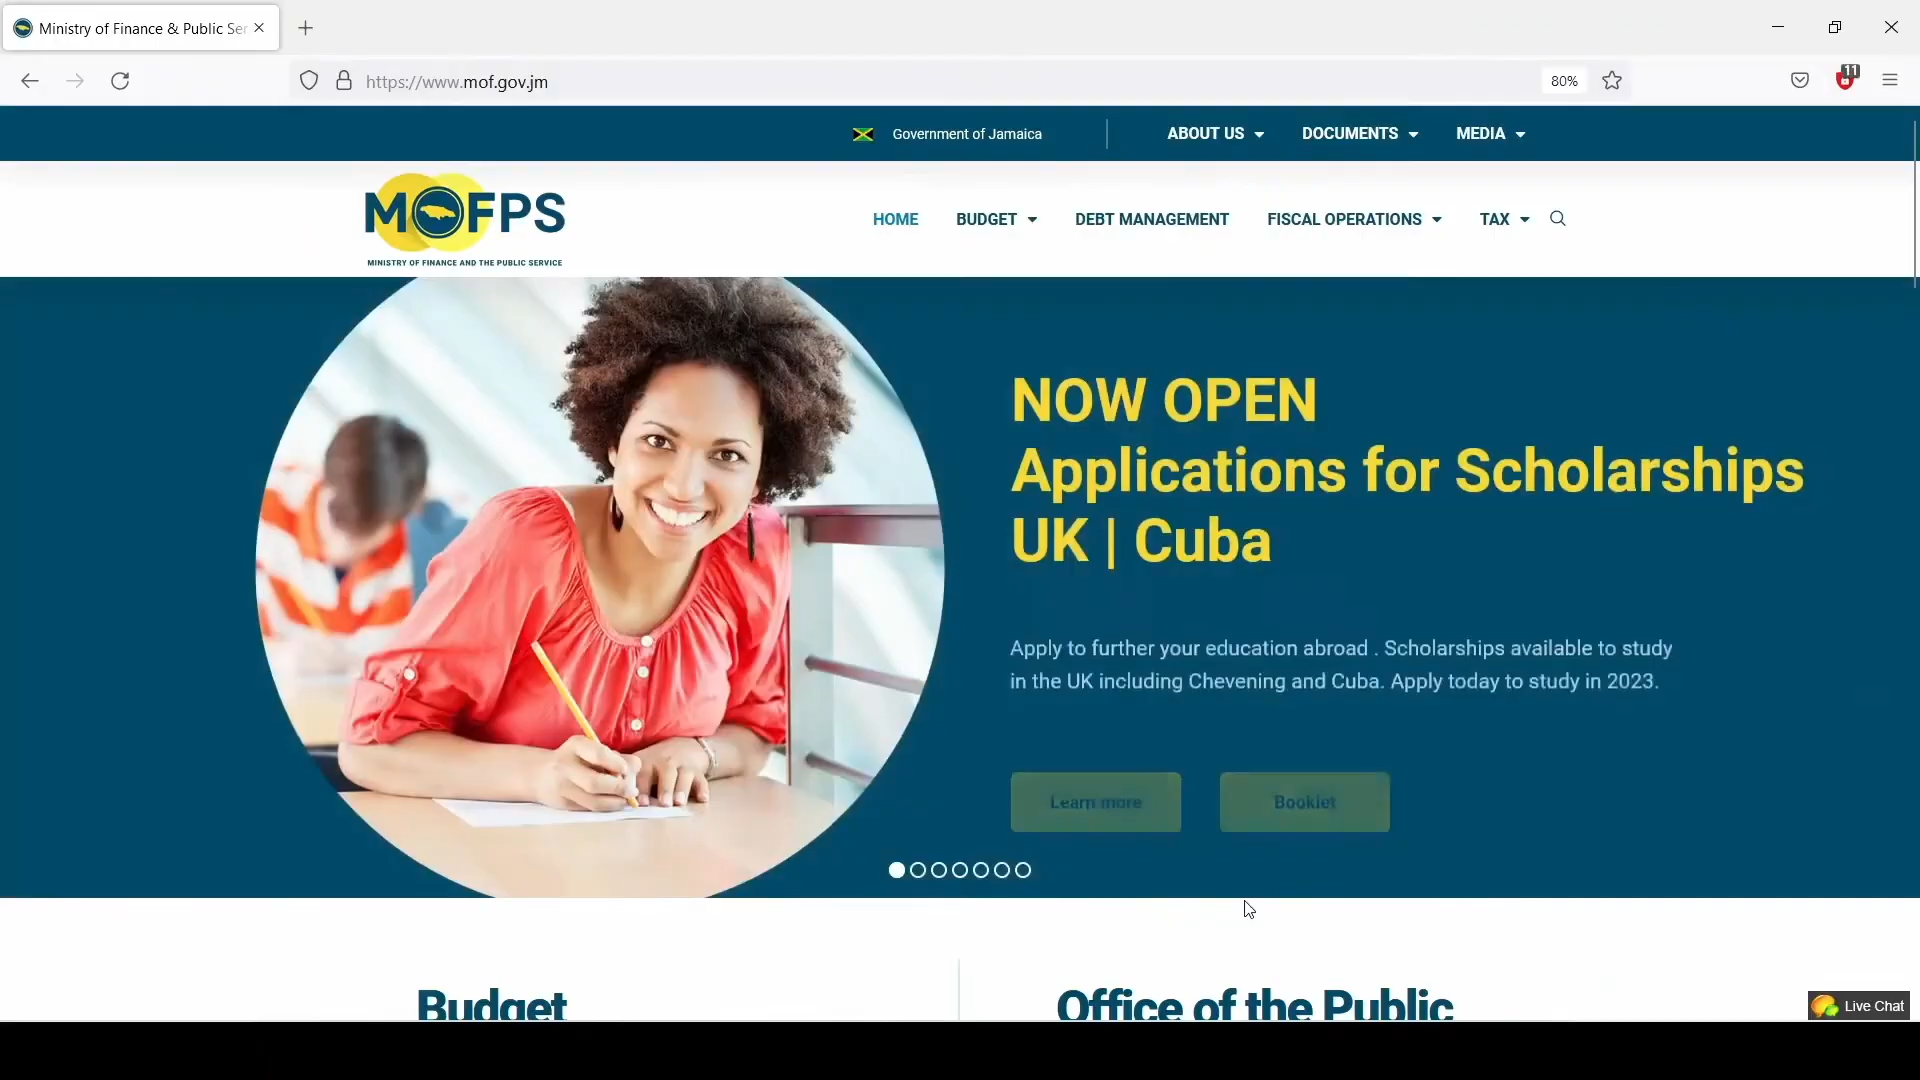 Ministry of Finance & Public Ser
11
https://www.mof.gov.jm
80%
Government of Jamaica
ABOUT US
DOCUMENTS
MEDIA
MOFPS
MINISTRY OF FINANCE AND THE PUBLIC SERVICE
HOME
BUDGET
DEBT MANAGEMENT
FISCAL OPERATIONS
TAX
NOW OPEN
Applications for Scholarships
UK | Cuba
Apply to further your education abroad . Scholarships available to study
in the UK including Chevening and Cuba. Apply today to study in 2023.
Learn more
Booklet
Budget
Office of the Public
Live Chat